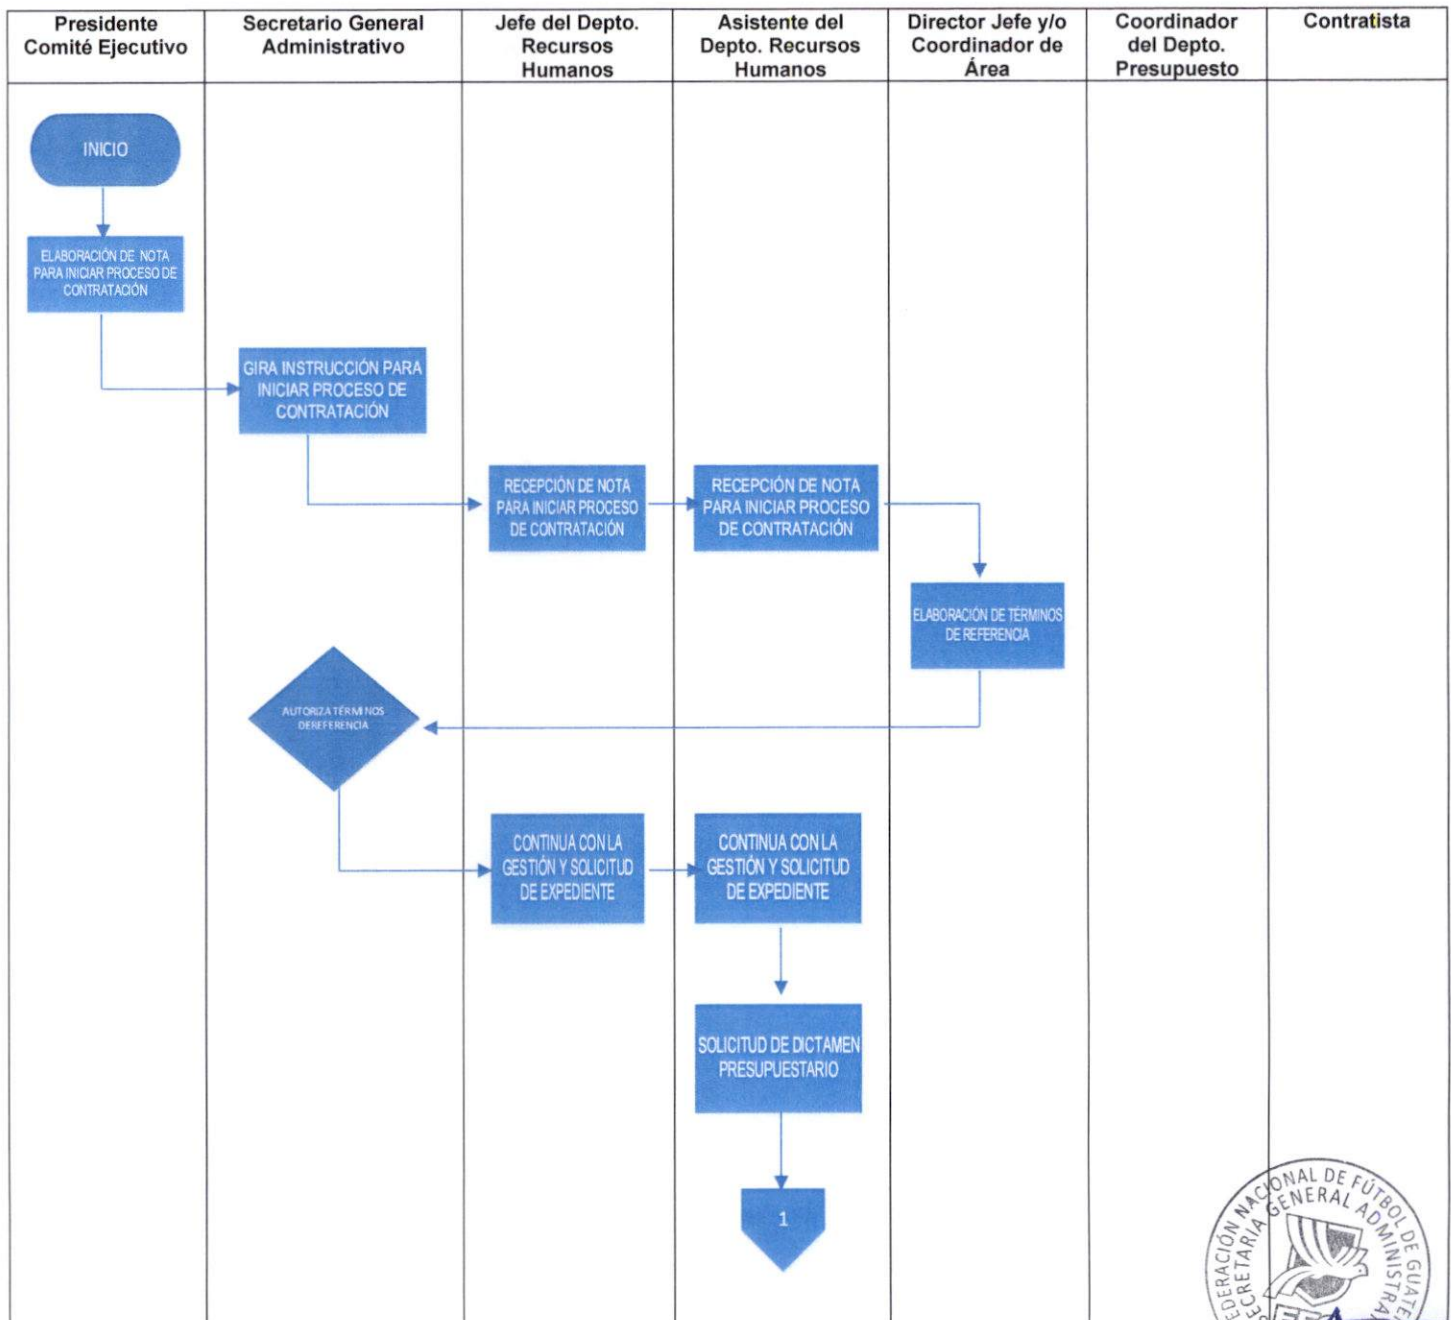 Presidente
Comité Ejecutivo
Secretario General
Administrativo
Jefe del Depto.
Recursos
Humanos
Asistente del
Depto. Recursos
Humanos
Director Jefe y/o
Coordinador de
Área
Coordinador
del Depto.
Presupuesto
Contratista
INICIO
ELABORACIÓN DE NOTA
PARA INICIAR PROCESO DE
CONTRATACIÓN
GIRA INSTRUCCIÓN PARA
INICIAR PROCESO DE
CONTRATACIÓN
RECEPCIÓN DE NOTA
PARA INICIAR PROCESO
DE CONTRATACIÓN
RECEPCIÓN DE NOTA
PARA INICIAR PROCESO
DE CONTRATACIÓN
ELABORACIÓN DE TÉRMINOS
DE REFERENCIA
AUTORIZA TÉRMINOS
DE REFERENCIA
CONTINUA CON LA
GESTIÓN Y SOLICITUD
DE EXPEDIENTE
CONTINUA CON LA
GESTIÓN Y SOLICITUD
DE EXPEDIENTE
SOLICITUD DE DICTAMEN
PRESUPUESTARIO
1
NACIONAL DE FÚTBOL DE
GENERAL